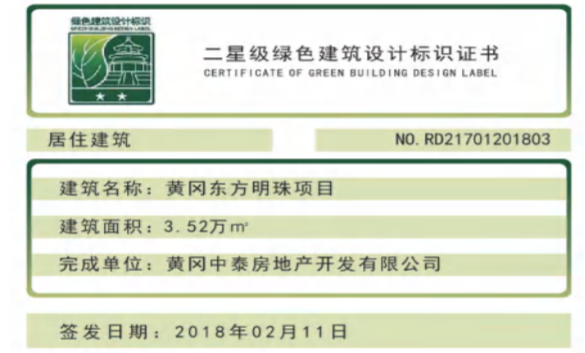 绿色建筑设计标识
GREEN BUILDING DESIGN LABEL
二星级绿色建筑设计标识证书
CERTIFICATE OF GREEN BUILDING DESIGN LABEL
居住建筑
NO. RD21701201803
建筑名称：黄冈东方明珠项目
建筑面积：3.52万㎡
完成单位：黄冈中泰房地产开发有限公司
签发日期：2018年02月11日